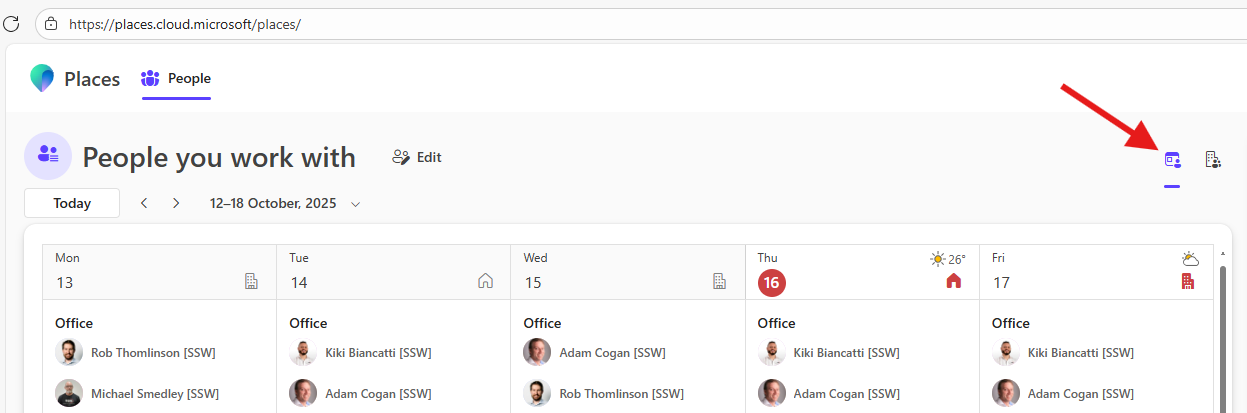 https://places.cloud.microsoft/places/
Places People
People you work with Edit
Today 12–18 October, 2025
Mon Tue Wed Thu 26° Fri
13 14 15 16 17
Office Office Office Office Office
Rob Thomlinson [SSW] Kiki Biancatti [SSW] Adam Cogan [SSW] Kiki Biancatti [SSW] Kiki Biancatti [SSW]
Michael Smedley [SSW] Adam Cogan [SSW] Rob Thomlinson [SSW] Adam Cogan [SSW] Adam Cogan [SSW]